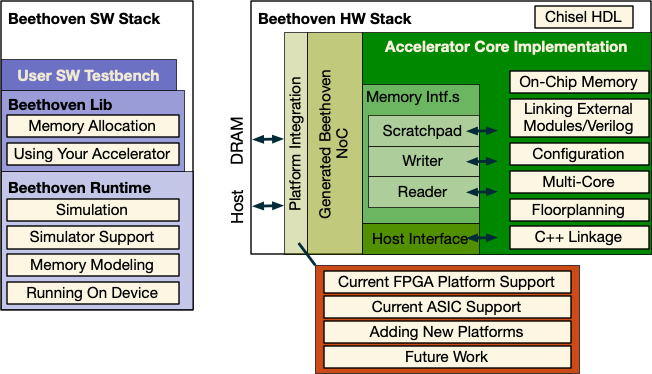 Beethoven SW Stack
User SW Testbench
Beethoven Lib
Memory Allocation
Using Your Accelerator
Beethoven Runtime
Simulation
Simulator Support
Memory Modeling
Running On Device
Beethoven HW Stack
Chisel HDL
Host
DRAM
Platform Integration
Generated Beethoven
NoC
Accelerator Core Implementation
Memory Intf.s
Scratchpad
Writer
Reader
Host Interface
On-Chip Memory
Linking External
Modules/Verilog
Configuration
Multi-Core
Floorplanning
C++ Linkage
Current FPGA Platform Support
Current ASIC Support
Adding New Platforms
Future Work